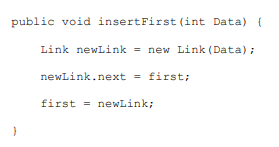 public void insertFirst(int Data) {
Link newLink = new Link(Data);
newLink.next = first;
first = newLink;
}